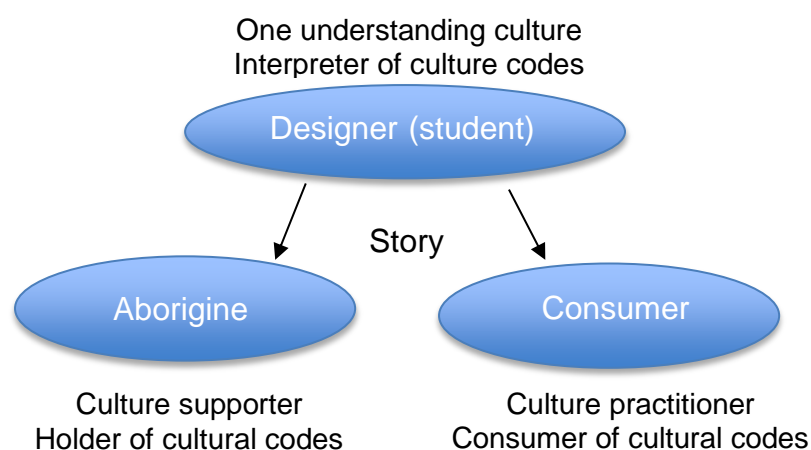 One understanding culture
Interpreter of culture codes
Designer (student)
Story
Aborigine
Consumer
Culture supporter
Holder of cultural codes
Culture practitioner
Consumer of cultural codes